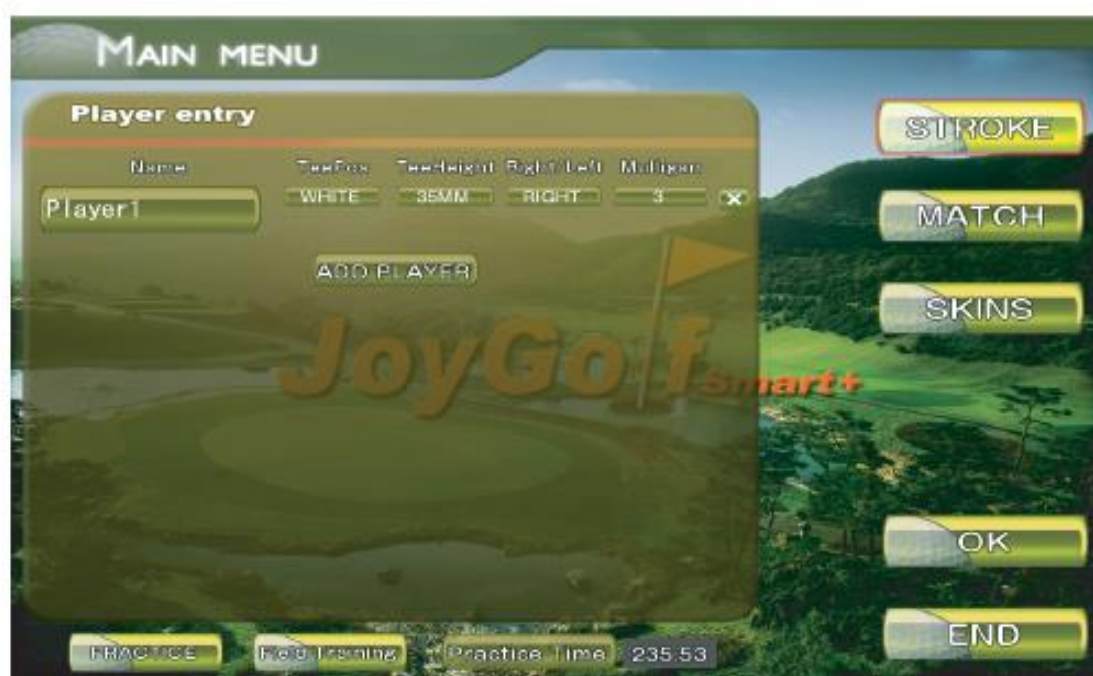 MAIN MENU
Player entry
Name TeePos TeeHeight Right/Left Mulligan
Player1 WHITE 35MM RIGHT 3 X
ADD PLAYER
JoyGolf smart+
STROKE
MATCH
SKINS
OK
END
PRACTICE Field Training Practice Time 235.53